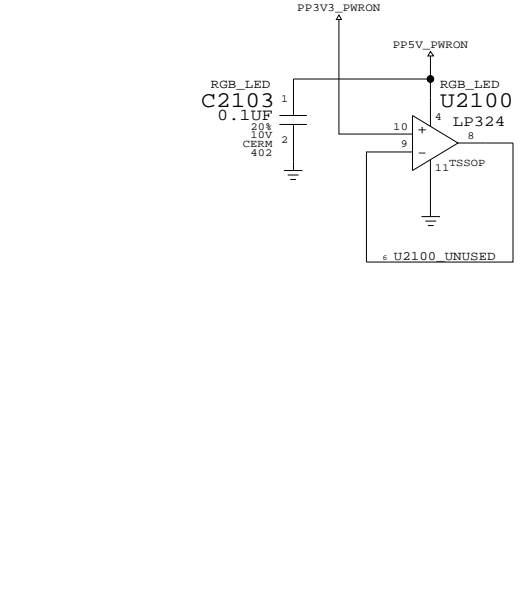 PP3V3_PWRON
PP5V_PWRON
RGB_LED
C2103
0.1UF
20%
10V
CERM
402
1
2
RGB_LED
U2100
LP324
4
10
+
9
-
8
11
TSSOP
6 U2100_UNUSED